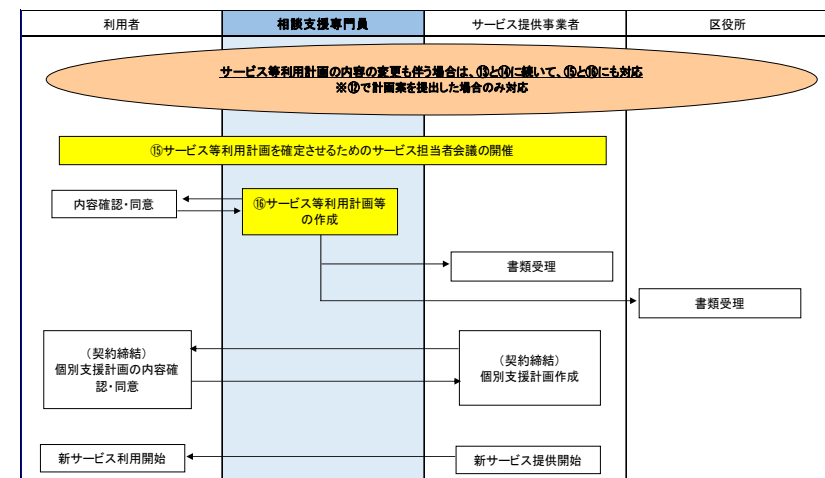 利用者
相談支援専門員
サービス提供事業者
区役所
サービス等利用計画の内容の変更も伴う場合は、⑬と⑭に続いて、⑮と⑯にも対応
※⑫で計画案を提出した場合のみ対応
⑮サービス等利用計画を確定させるためのサービス担当者会議の開催
内容確認・同意
⑯サービス等利用計画等
の作成
書類受理
書類受理
（契約締結）
個別支援計画の内容確
認・同意
（契約締結）
個別支援計画作成
新サービス利用開始
新サービス提供開始